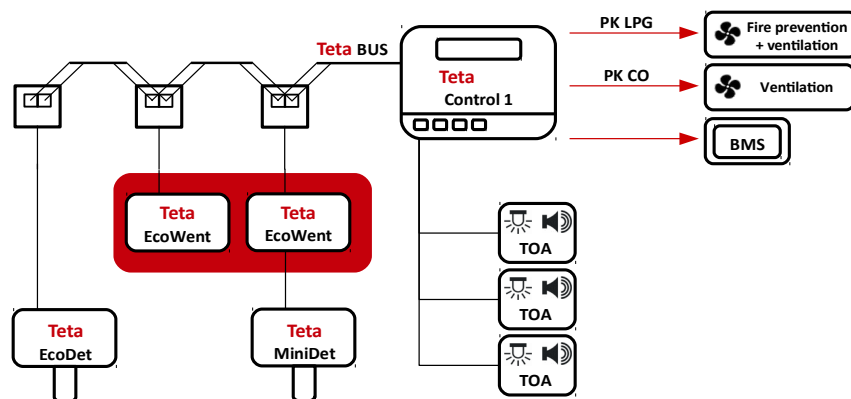 Teta BUS
Teta
Control 1
PK LPG
Fire prevention
+ ventilation
PK CO
Ventilation
BMS
Teta
EcoWent
Teta
EcoWent
TOA
TOA
TOA
Teta
EcoDet
Teta
MiniDet